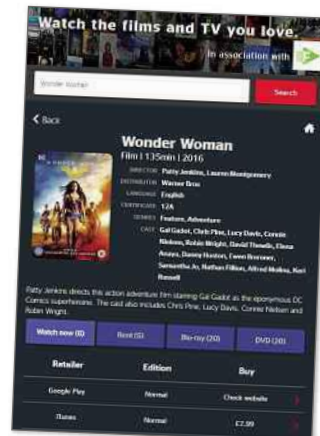 Watch the films and TV you love.
In association with
wonder woman
Search
Back
Wonder Woman
Film | 135min | 2016
DIRECTOR Patty Jenkins, Lauren Montgomery
DISTRIBUTOR Warner Bros
LANGUAGE English
CERTIFICATE 12A
GENRES Feature, Adventure
CAST Gal Gadot, Chris Pine, Lucy Davis, Connie
Nielsen, Robin Wright, David Thewlis, Elena
Anaya, Danny Huston, Ewen Bremner,
Samantha Jo, Nathan Fillion, Alfred Molina, Keri
Russell
Patty Jenkins directs this action adventure film starring Gal Gadot as the eponymous DC
Comics superheroine. The cast also includes Chris Pine, Lucy Davis, Connie Nielsen and
Robin Wright.
Watch now (6)
Rent (5)
Blu-ray (20)
DVD (20)
Retailer Edition Buy
Google Play Normal Check website
iTunes Normal £7.99